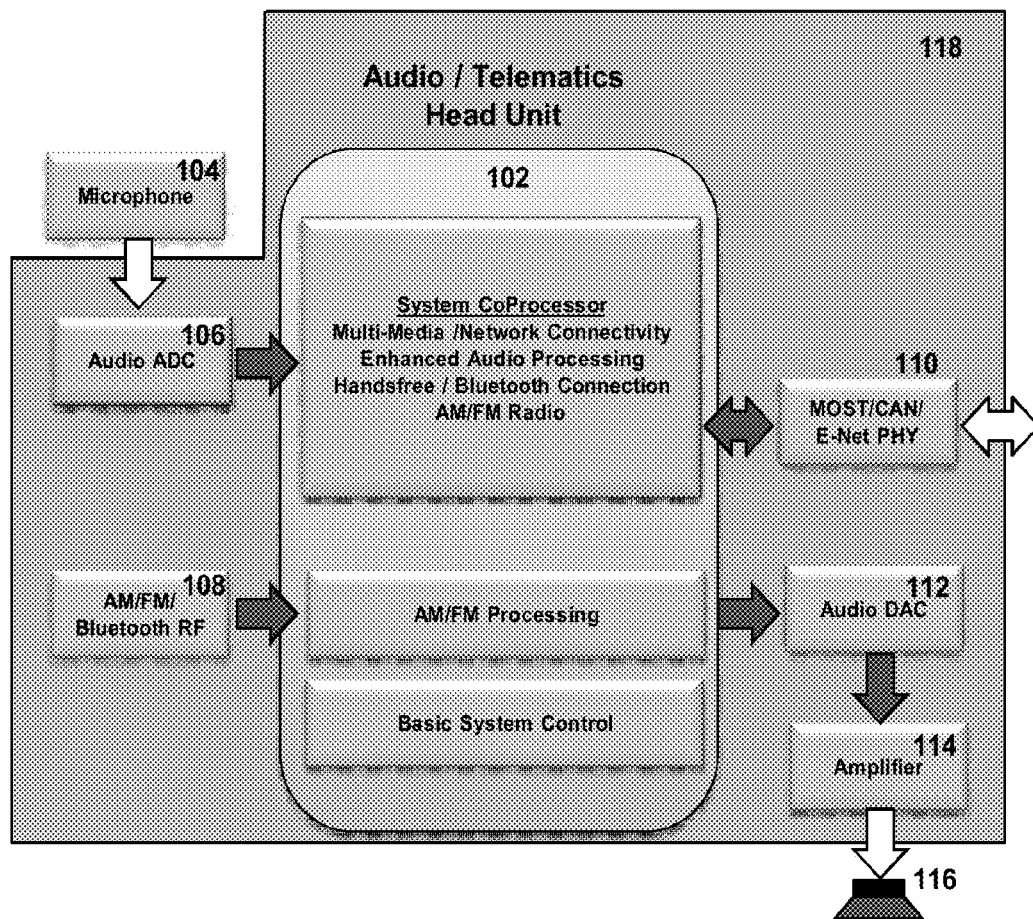 118
Audio / Telematics
Head Unit
102
104
Microphone
System CoProcessor
Multi-Media /Network Connectivity
Enhanced Audio Processing
Handsfree / Bluetooth Connection
AM/FM Radio
106
Audio ADC
110
MOST/CAN/
E-Net PHY
108
AM/FM/
Bluetooth RF
AM/FM Processing
112
Audio DAC
Basic System Control
114
Amplifier
116